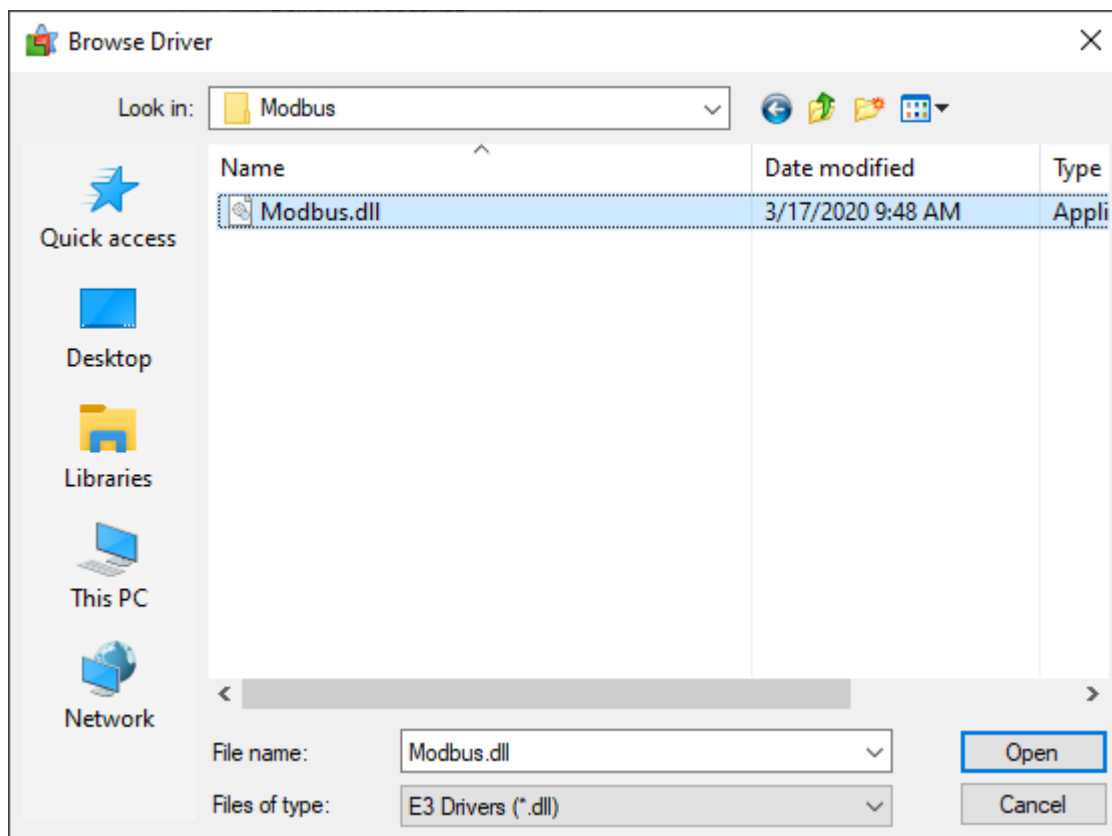 Browse Driver
Look in: Modbus
Name Date modified Type
Modbus.dll 3/17/2020 9:48 AM Appli
Quick access
Desktop
Libraries
This PC
Network
File name: Modbus.dll Open
Files of type: E3 Drivers (*.dll) Cancel